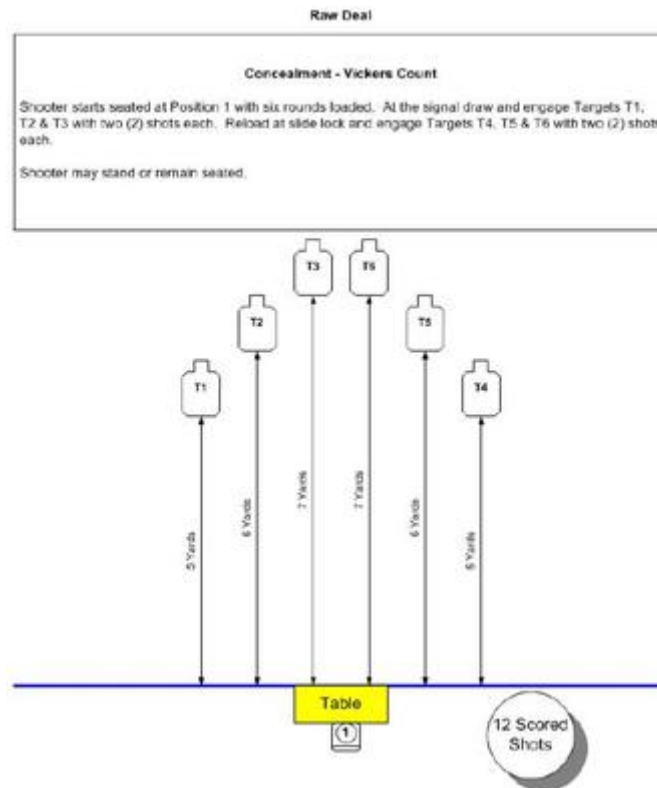 Raw Deal
Concealment - Vickers Count
Shooter starts seated at Position 1 with six rounds loaded. At the signal draw and engage Targets T1,
T2 & T3 with two (2) shots each. Reload at slide lock and engage Targets T4, T5 & T6 with two (2) shots
each.
Shooter may stand or remain seated.
T3 T6
T2 T5
T1 T4
5 Yards 6 Yards 7 Yards 7 Yards 6 Yards
Table
1
12 Scored
Shots